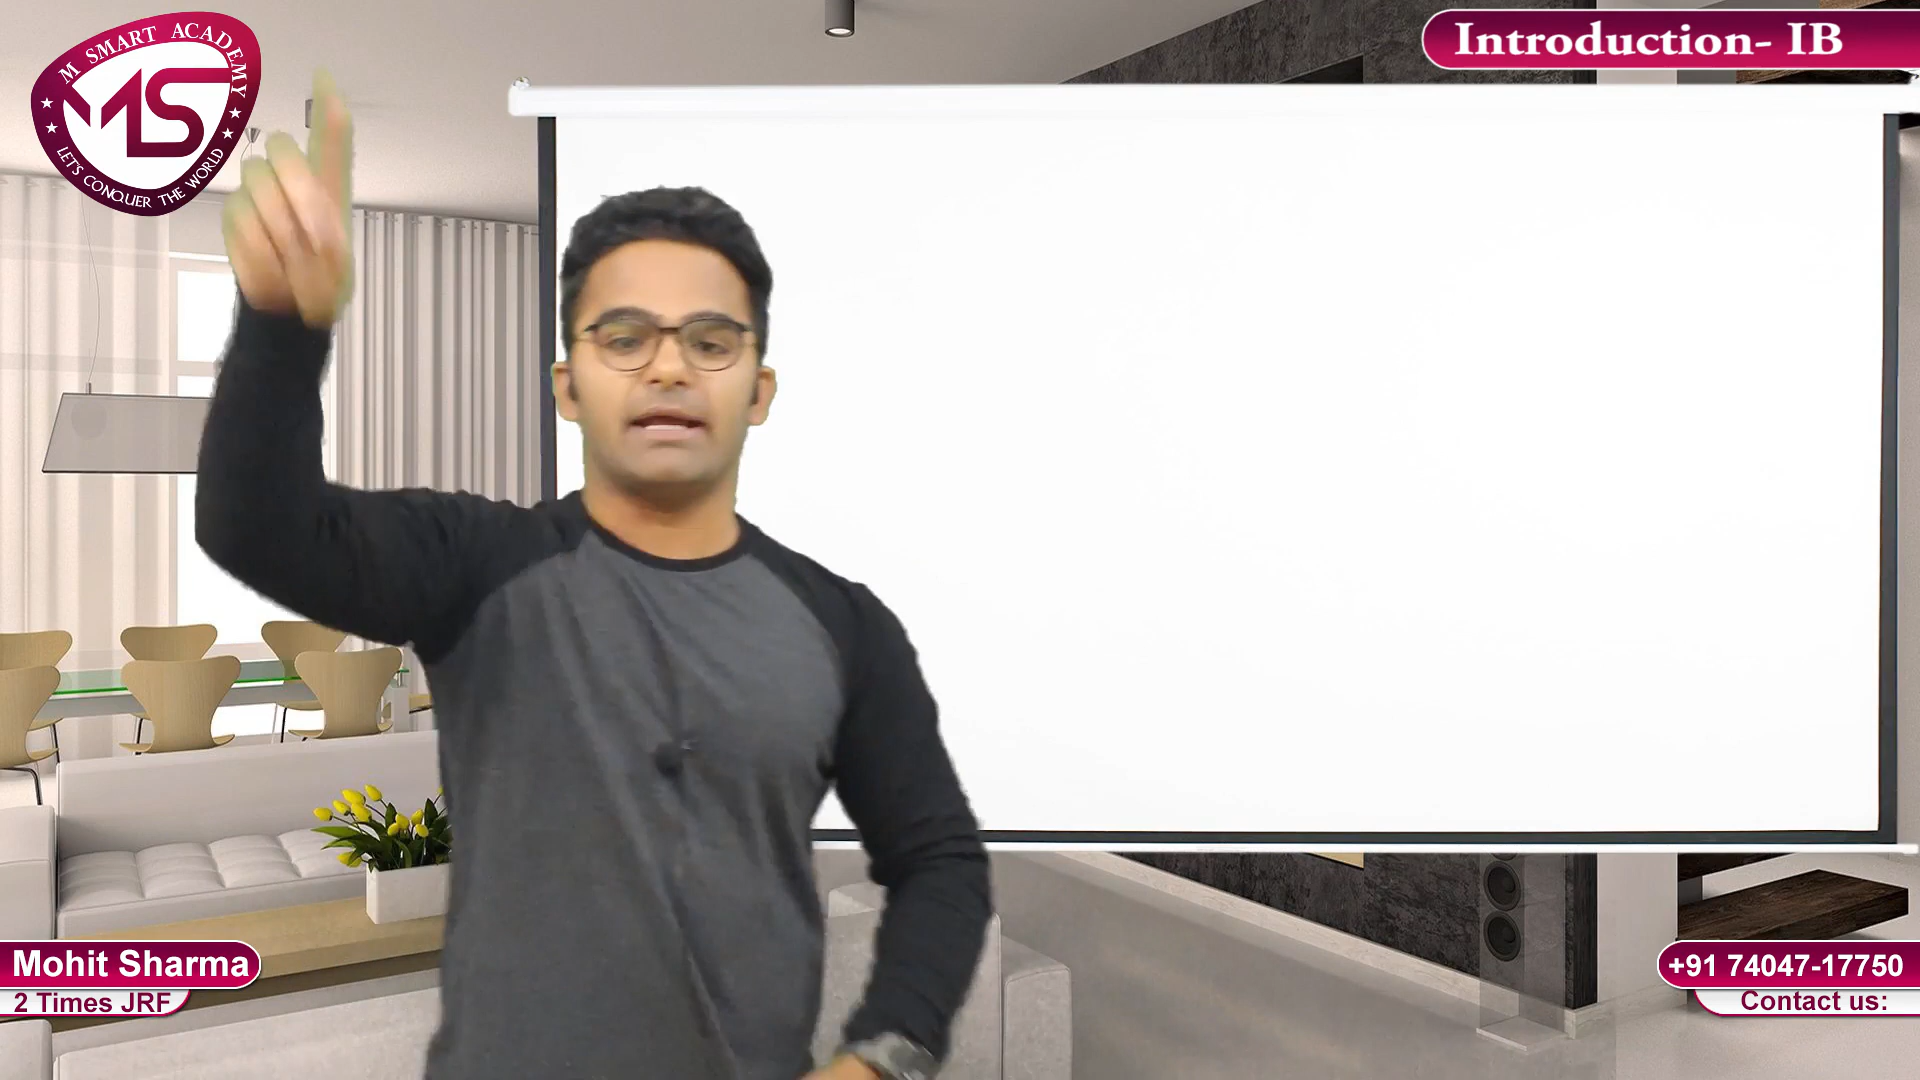 M SMART ACADEMY
MS
LET'S CONQUER THE WORLD
Introduction- IB
Mohit Sharma
2 Times JRF
+91 74047-17750
Contact us: